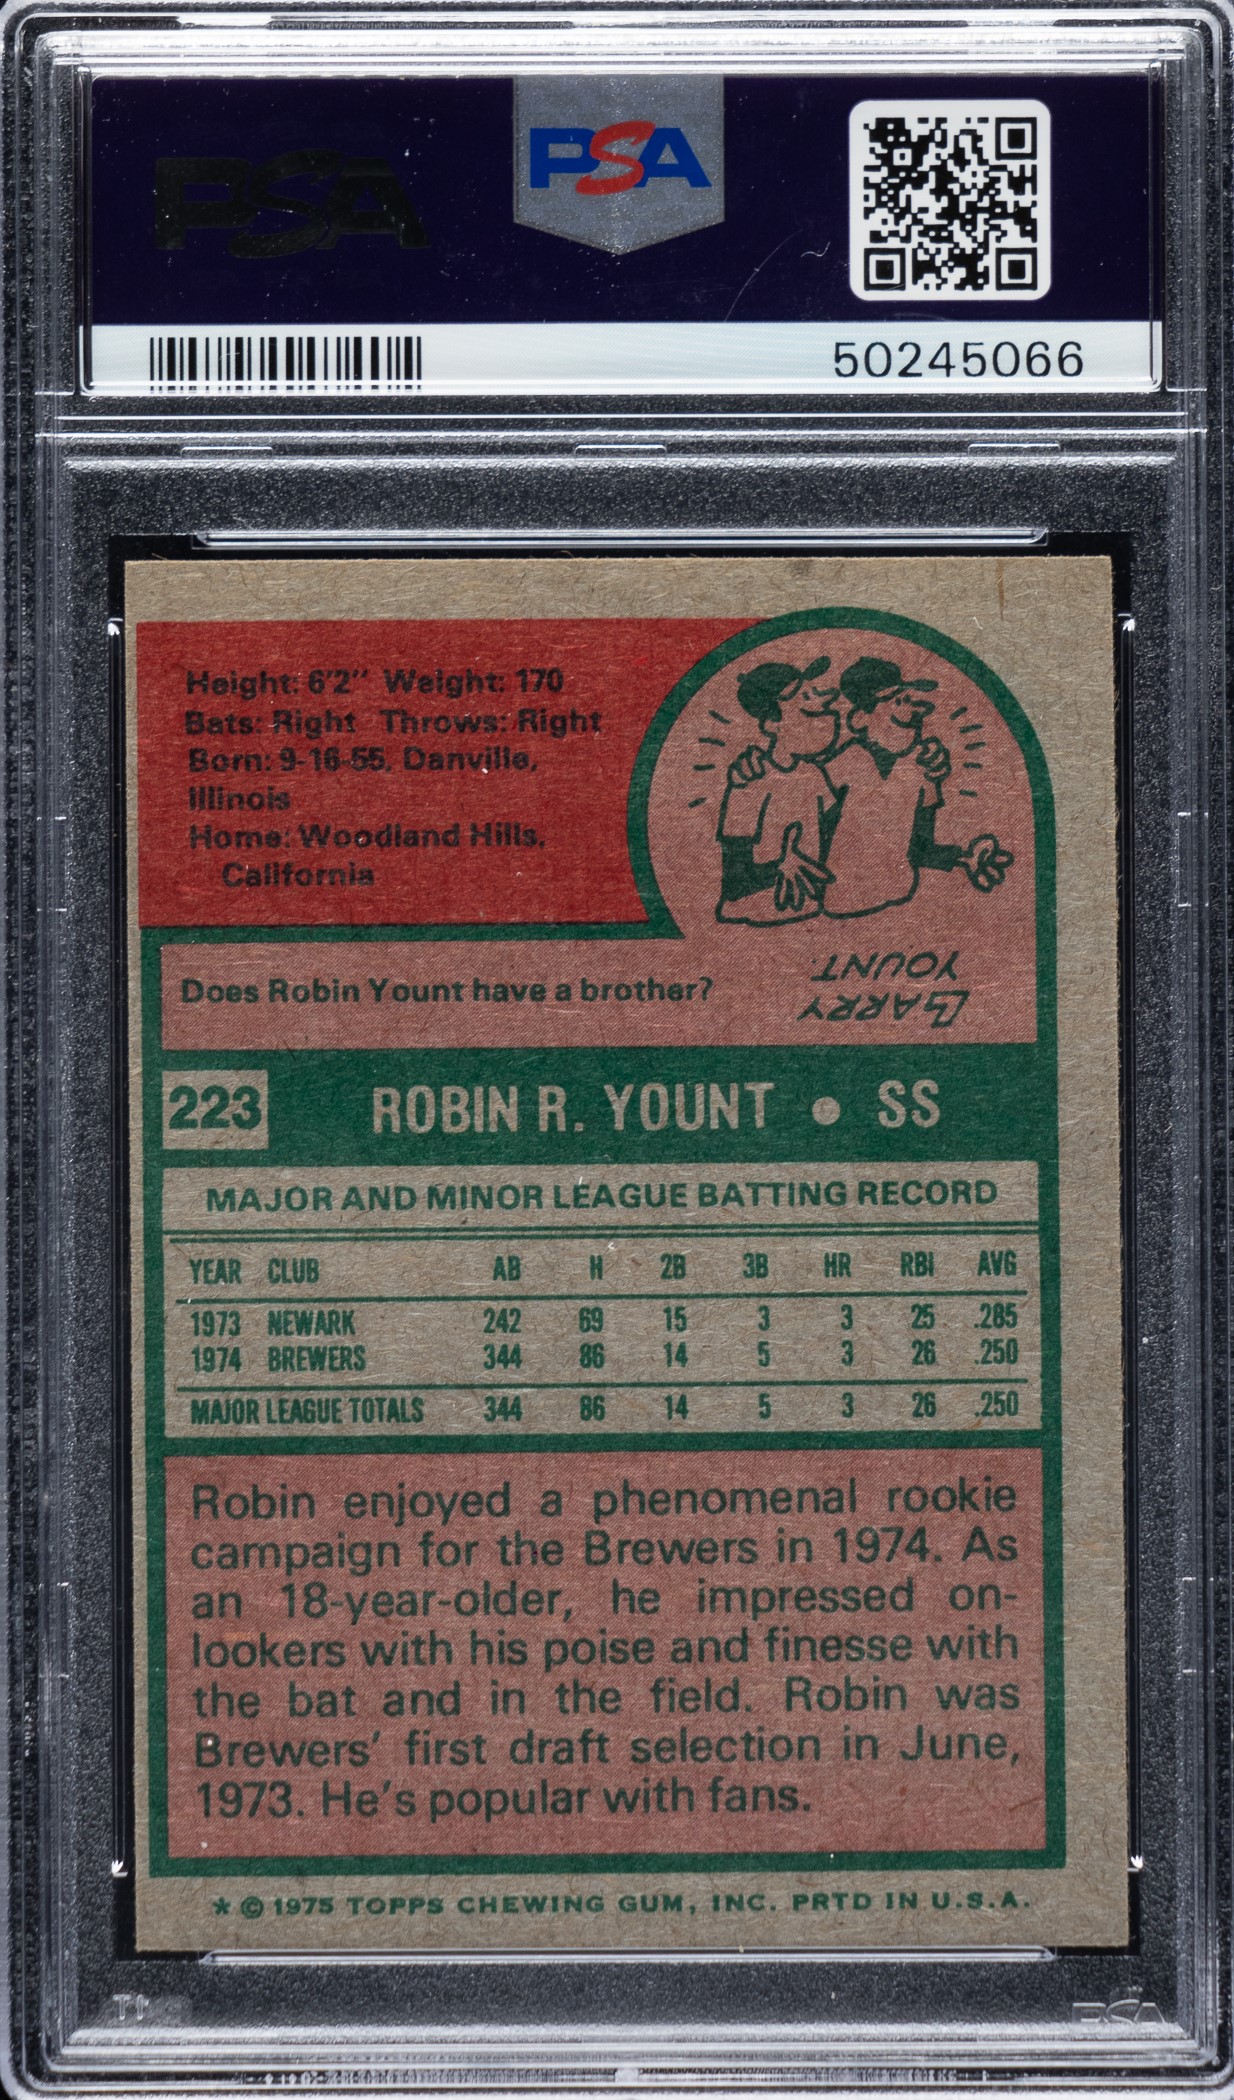 PSA
PSA
50245066
Height: 6'2" Weight: 170
Bats: Right Throws: Right
Born: 9-16-55, Danville,
Illinois
Home: Woodland Hills,
California
Does Robin Yount have a brother?
LARRY
YOUNT.
223 ROBIN R. YOUNT • SS
MAJOR AND MINOR LEAGUE BATTING RECORD
YEAR CLUB AB H 2B 3B HR RBI AVG
1973 NEWARK 242 69 15 3 3 25 .285
1974 BREWERS 344 86 14 5 3 26 .250
MAJOR LEAGUE TOTALS 344 86 14 5 3 26 .250
Robin enjoyed a phenomenal rookie
campaign for the Brewers in 1974. As
an 18-year-older, he impressed on-
lookers with his poise and finesse with
the bat and in the field. Robin was
Brewers' first draft selection in June,
1973. He's popular with fans.
* © 1975 TOPPS CHEWING GUM, INC. PRTD IN U.S.A.
PSA